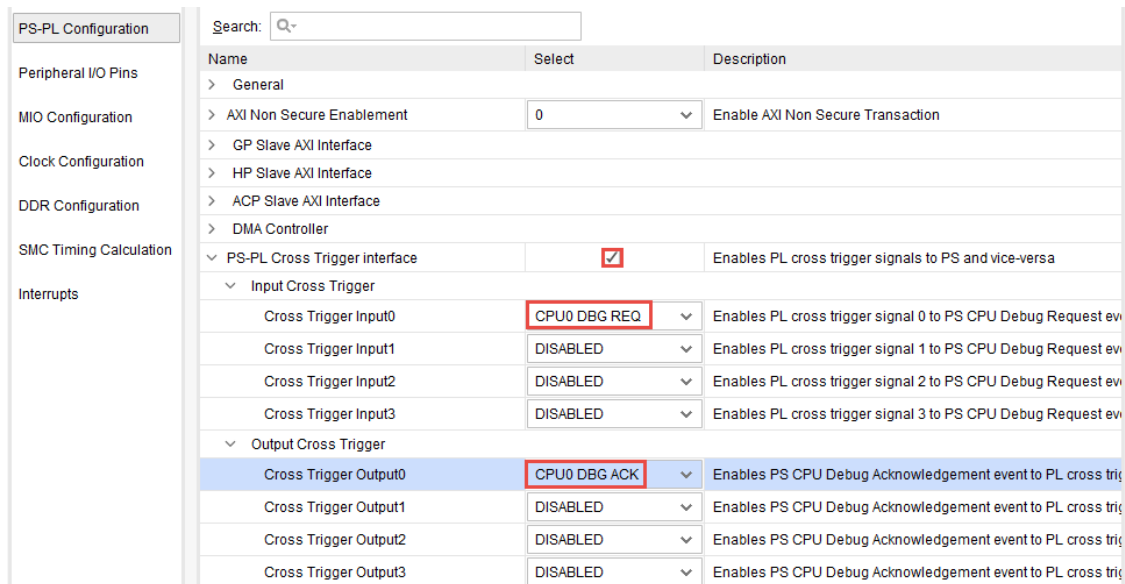 PS-PL Configuration
Peripheral I/O Pins
MIO Configuration
Clock Configuration
DDR Configuration
SMC Timing Calculation
Interrupts
Search:
Name Select Description
General
AXI Non Secure Enablement 0 Enable AXI Non Secure Transaction
GP Slave AXI Interface
HP Slave AXI Interface
ACP Slave AXI Interface
DMA Controller
PS-PL Cross Trigger interface Enables PL cross trigger signals to PS and vice-versa
Input Cross Trigger
Cross Trigger Input0 CPU0 DBG REQ Enables PL cross trigger signal 0 to PS CPU Debug Request
Cross Trigger Input1 DISABLED Enables PL cross trigger signal 1 to PS CPU Debug Request
Cross Trigger Input2 DISABLED Enables PL cross trigger signal 2 to PS CPU Debug Request
Cross Trigger Input3 DISABLED Enables PL cross trigger signal 3 to PS CPU Debug Request
Output Cross Trigger
Cross Trigger Output0 CPU0 DBG ACK Enables PS CPU Debug Acknowledgement event to PL cross
Cross Trigger Output1 DISABLED Enables PS CPU Debug Acknowledgement event to PL cross
Cross Trigger Output2 DISABLED Enables PS CPU Debug Acknowledgement event to PL cross
Cross Trigger Output3 DISABLED Enables PS CPU Debug Acknowledgement event to PL cross